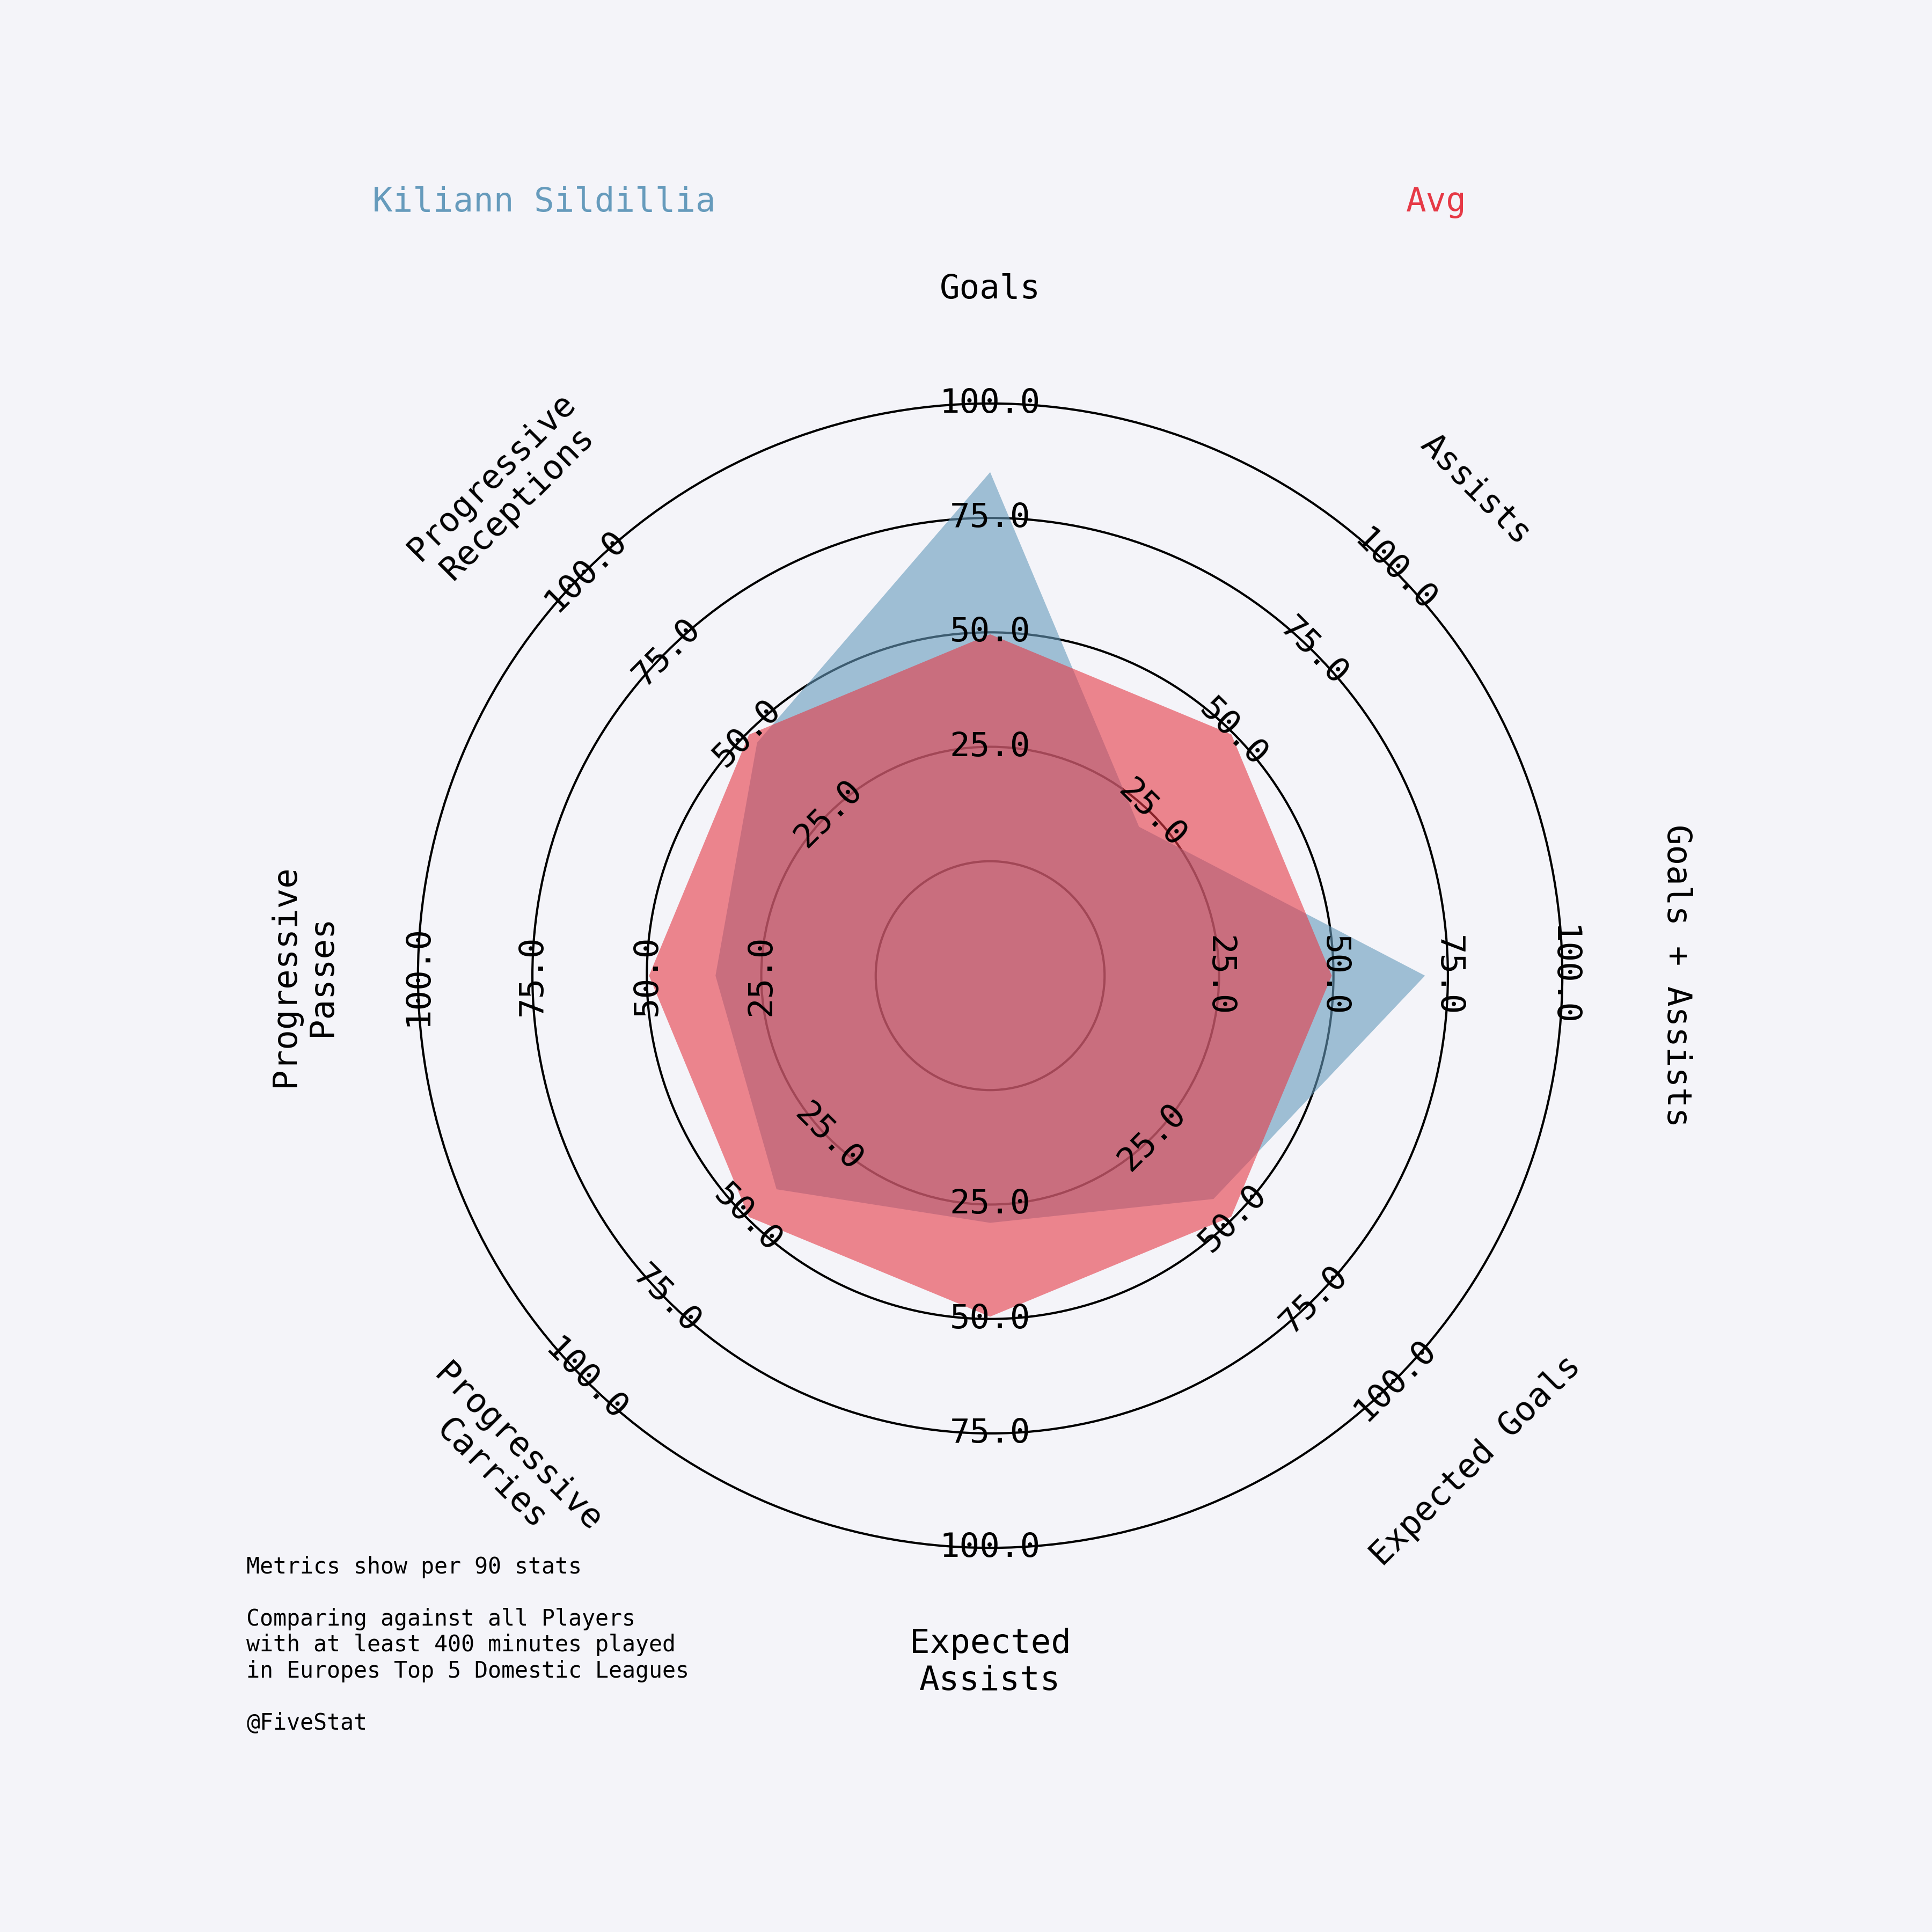 Kiliann Sildillia
Avg
Goals
Assists
Goals + Assists
Expected Goals
Expected
Assists
Progressive
Carries
Progressive
Passes
Progressive
Receptions
25.0
50.0
75.0
100.0
25.0
50.0
75.0
100.0
25.0
50.0
75.0
100.0
25.0
50.0
75.0
100.0
25.0
50.0
75.0
100.0
25.0
50.0
75.0
100.0
25.0
50.0
75.0
100.0
25.0
50.0
75.0
100.0
Metrics show per 90 stats
Comparing against all Players
with at least 400 minutes played
in Europes Top 5 Domestic Leagues
@FiveStat